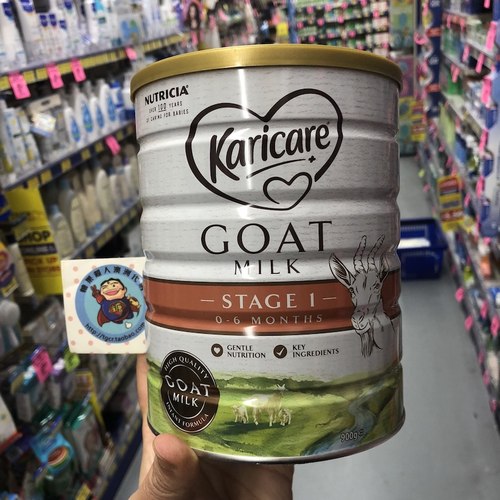 NUTRICIA
OVER 100 YEARS
OF CARING FOR BABIES
Karicare
GOAT
MILK
STAGE 1
0-6 MONTHS
GENTLE
NUTRITION
KEY
INGREDIENTS
HIGH QUALITY
GOAT
MILK
INFANT FORMULA
900g